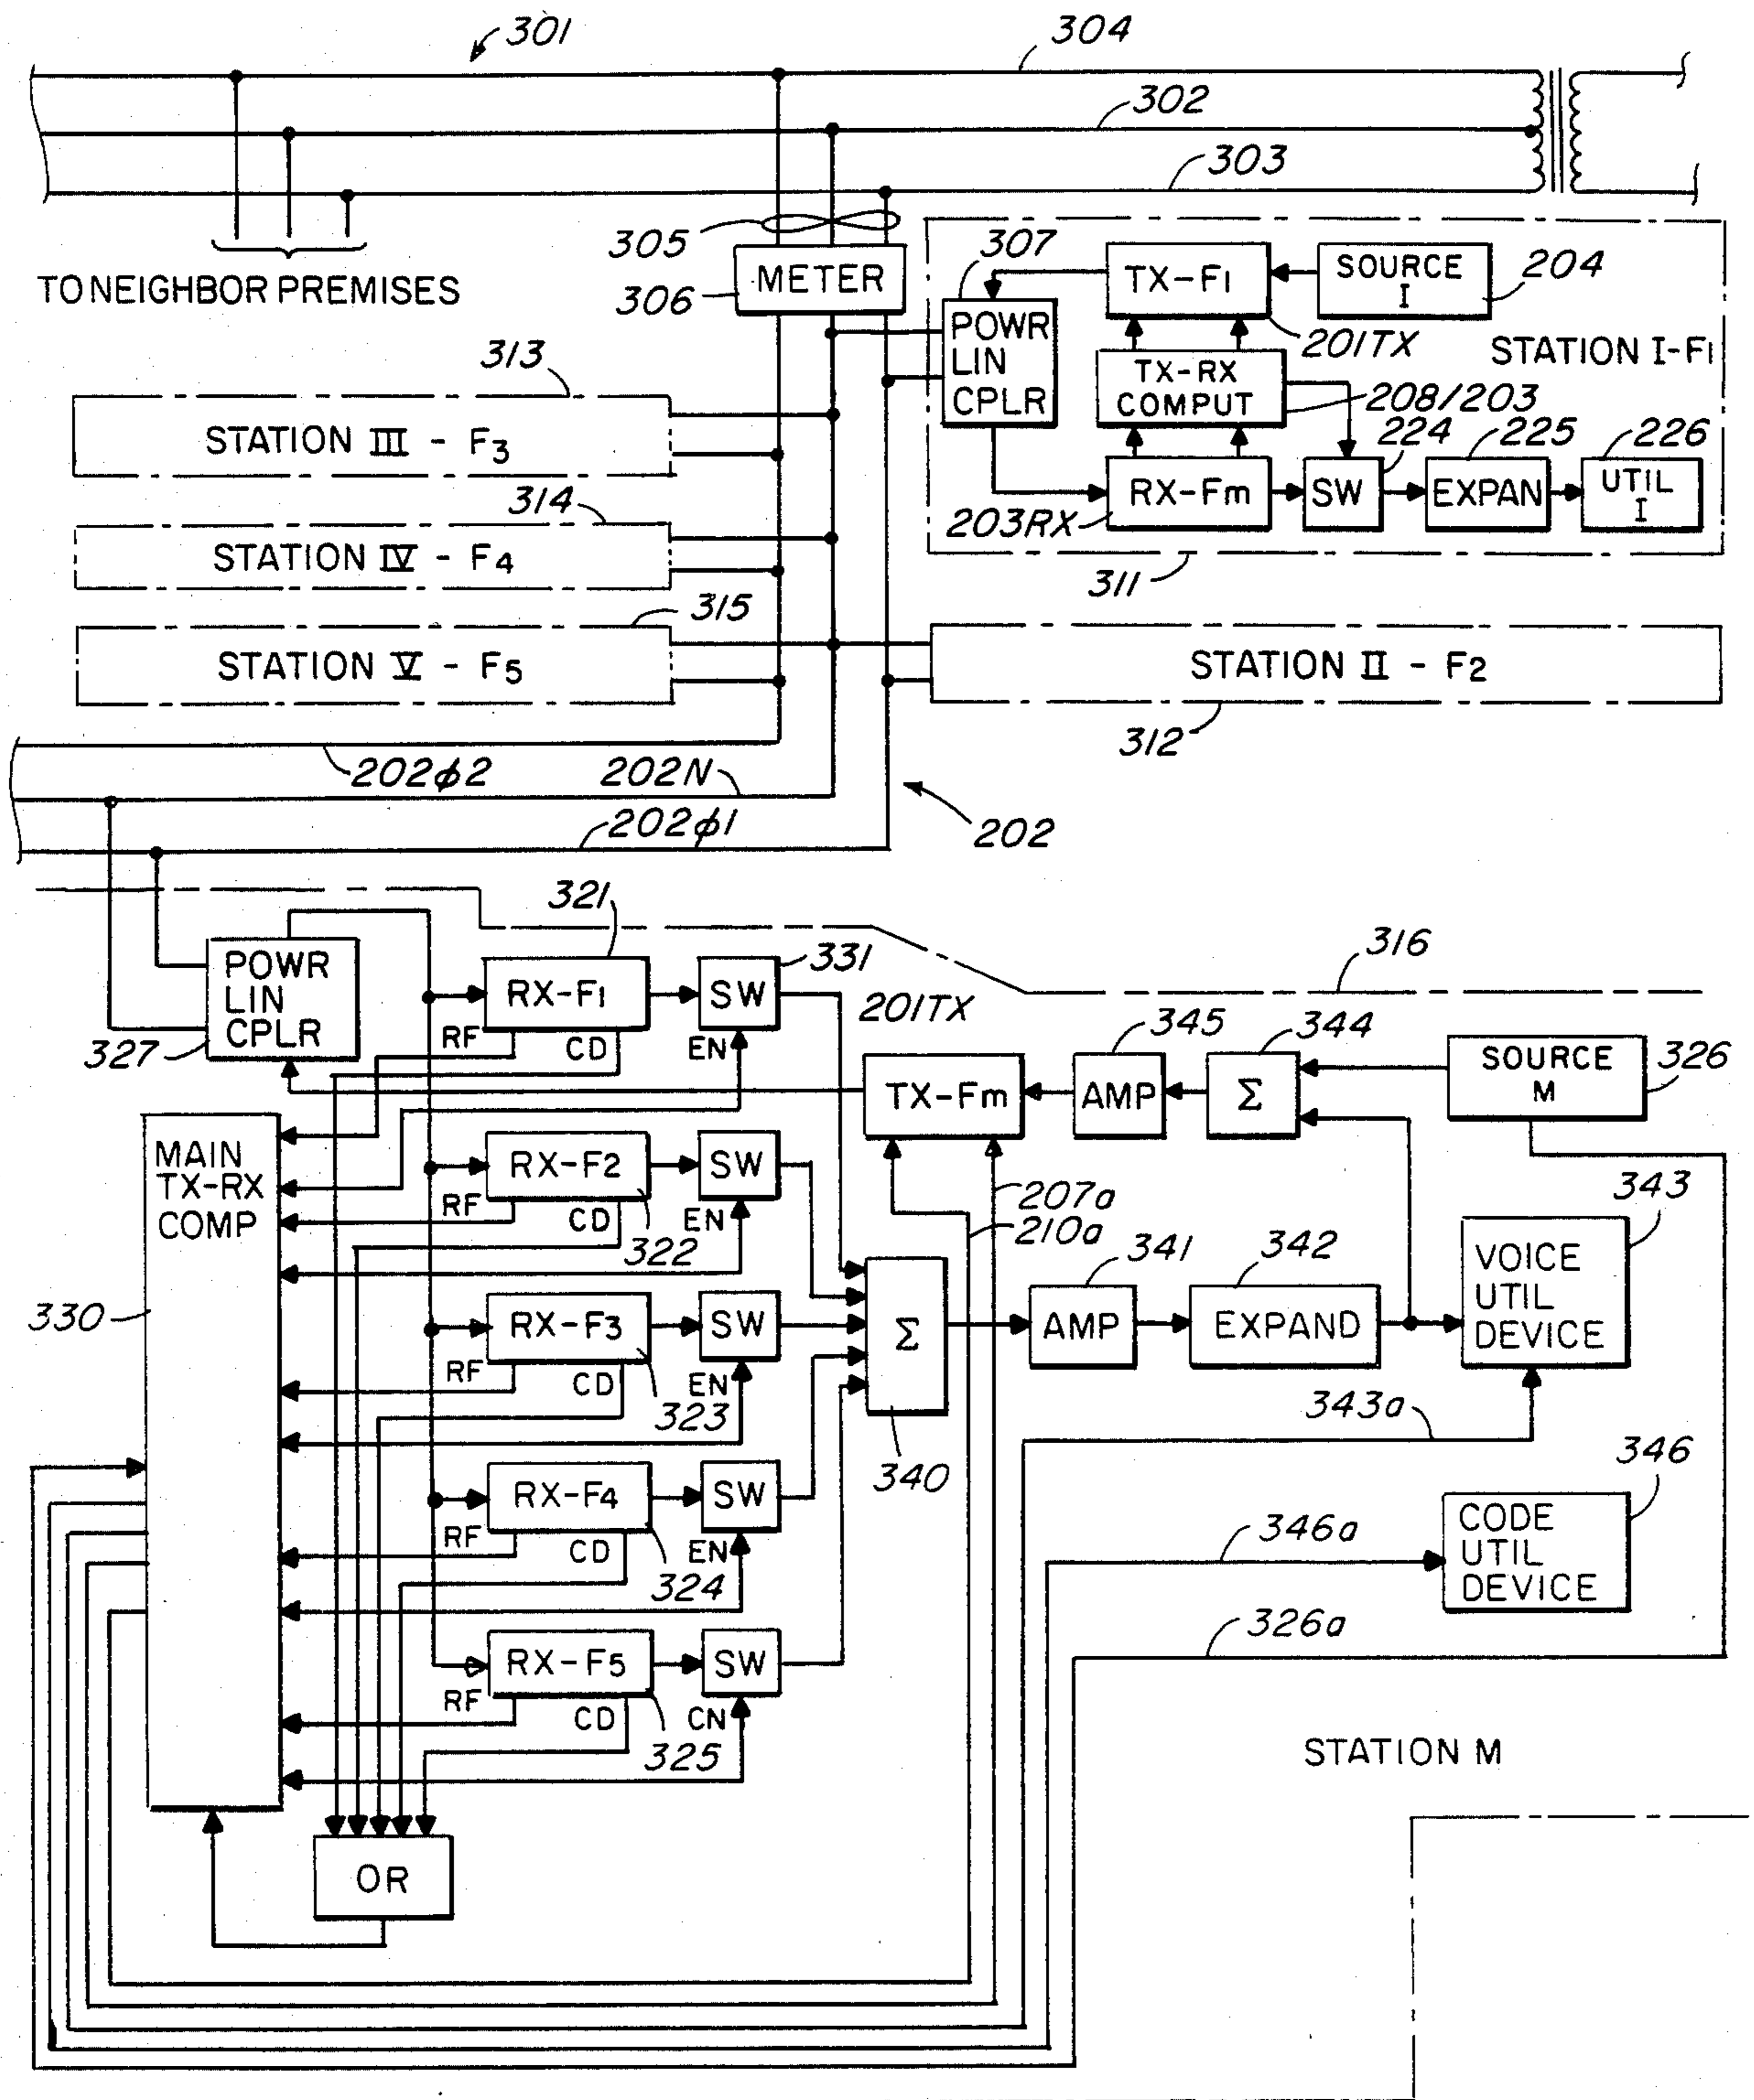 301
304
302
303
305
306
METER
TO NEIGHBOR PREMISES
307
POWR
LIN
CPLR
TX-F1
SOURCE
I
204
201TX
STATION I-F1
TX-RX
COMPUT
208/203
224
225
226
RX-Fm
SW
EXPAN
UTIL
I
203RX
311
313
STATION III - F3
314
STATION IV - F4
315
STATION V - F5
STATION II - F2
312
202ϕ2
202N
202ϕ1
202
321
331
316
POWR
LIN
CPLR
327
RX-F1
SW
RF
CD
EN
201TX
345
344
TX-Fm
AMP
Σ
SOURCE
M
326
MAIN
TX-RX
COMP
330
RX-F2
SW
RF
CD
EN
322
207a
210a
341
342
343
RX-F3
SW
RF
CD
EN
323
Σ
340
AMP
EXPAND
VOICE
UTIL
DEVICE
343a
346
RX-F4
SW
RF
CD
EN
324
346a
CODE
UTIL
DEVICE
326a
RX-F5
SW
RF
CD
CN
325
STATION M
OR